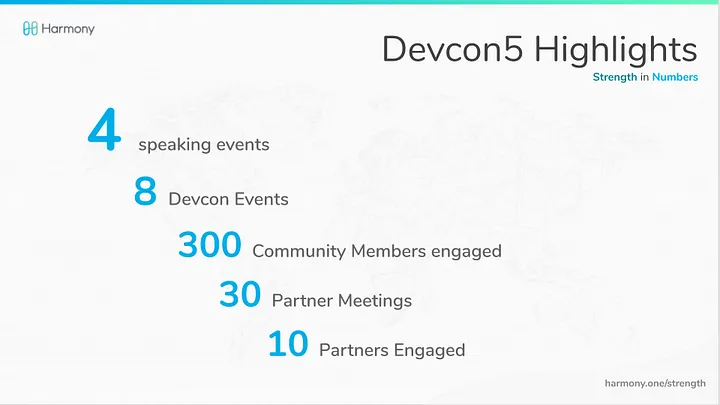 Harmony
Devcon5 Highlights
Strength in Numbers
4 speaking events
8 Devcon Events
300 Community Members engaged
30 Partner Meetings
10 Partners Engaged
harmony.one/strength